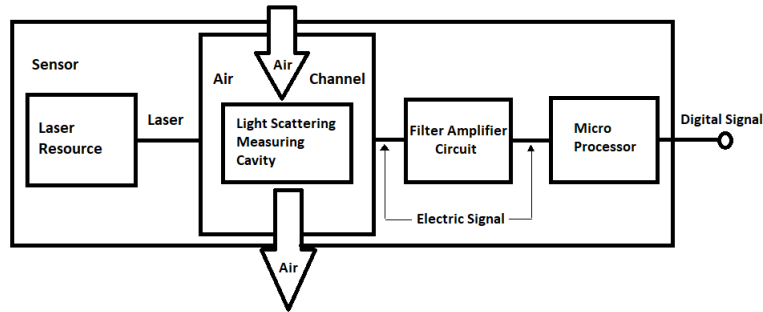 Air
Sensor
Air Channel
Laser
Resource
Laser
Light Scattering
Measuring
Cavity
Filter Amplifier
Circuit
Micro
Processor
Digital Signal
Electric Signal
Air